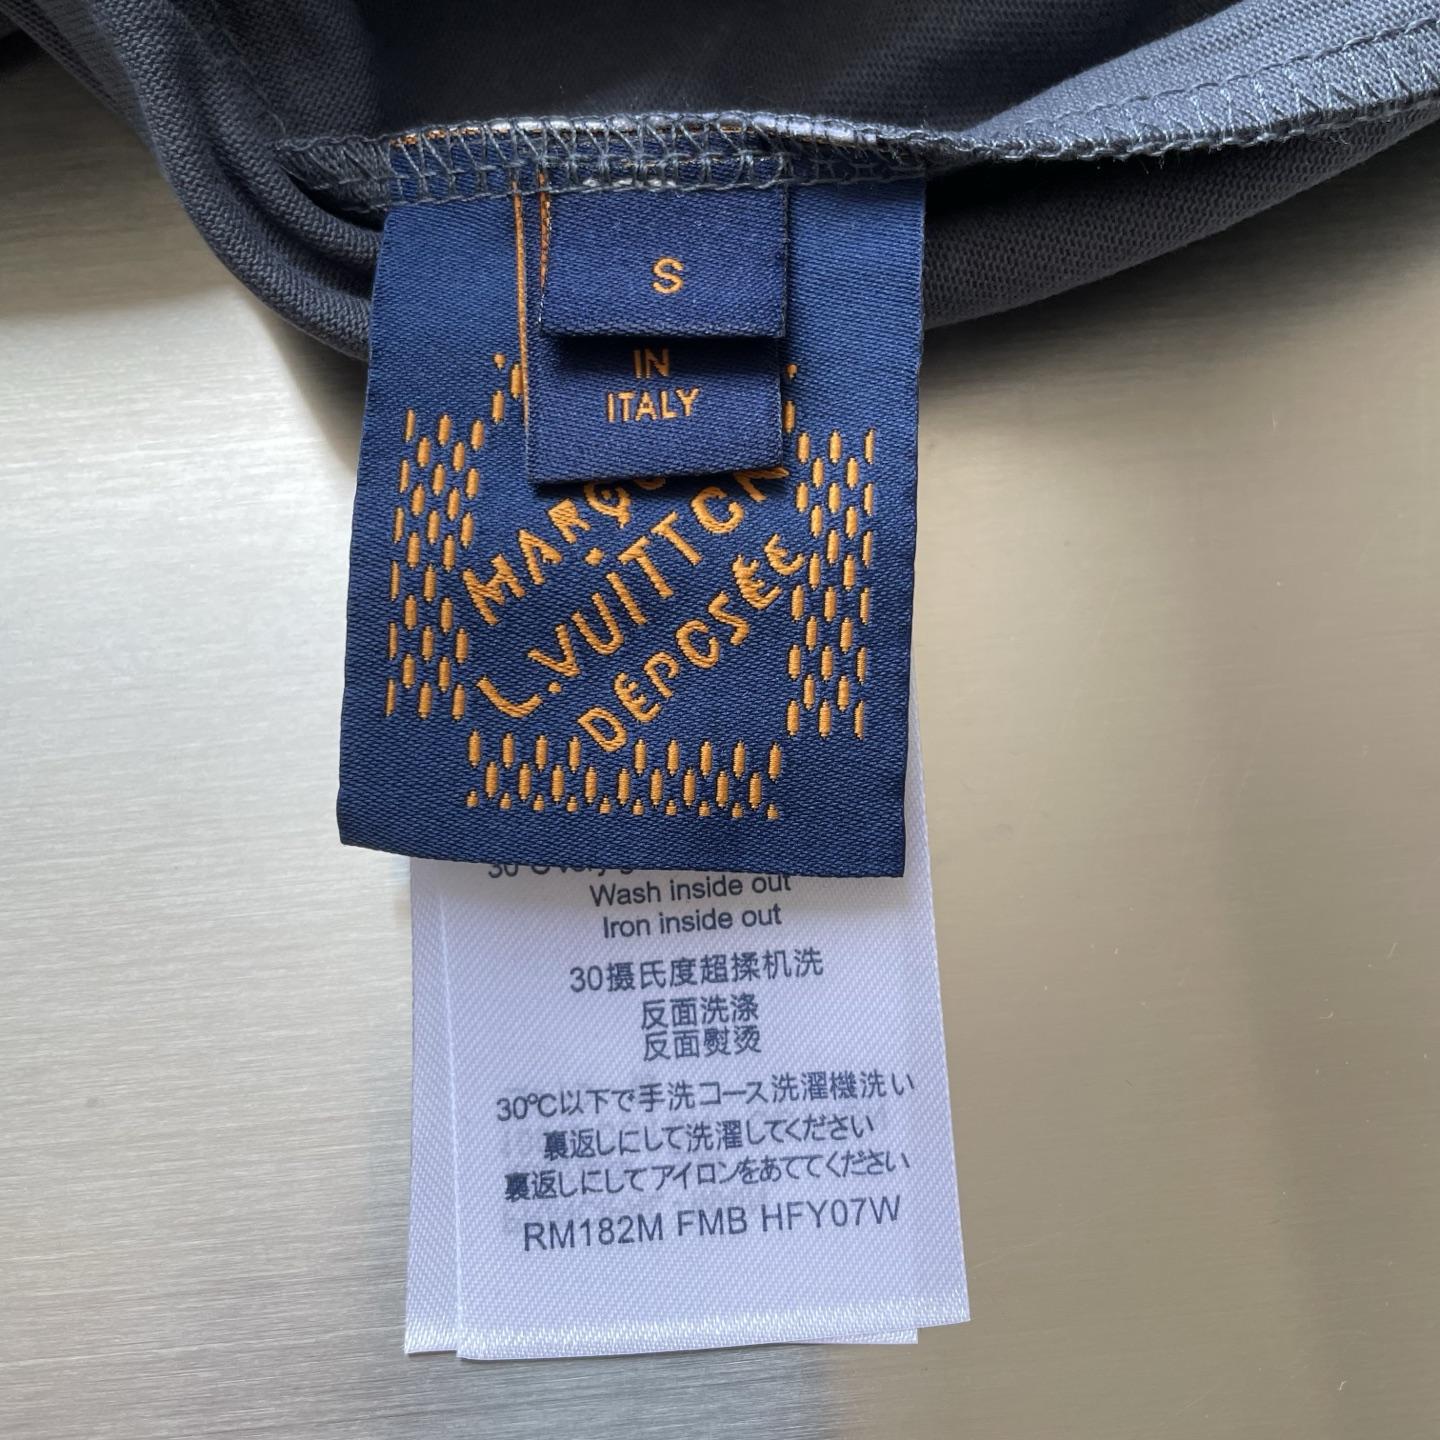 S
IN
ITALY
MARQU
L.VUITTON
DÉPOSÉE
30°C very g
Wash inside out
Iron inside out
30摄氏度超揉机洗
反面洗涤
反面熨烫
30℃以下で手洗コース洗濯機洗い
裏返しにして洗濯してください
裏返しにしてアイロンをあててください
RM182M FMB HFY07W